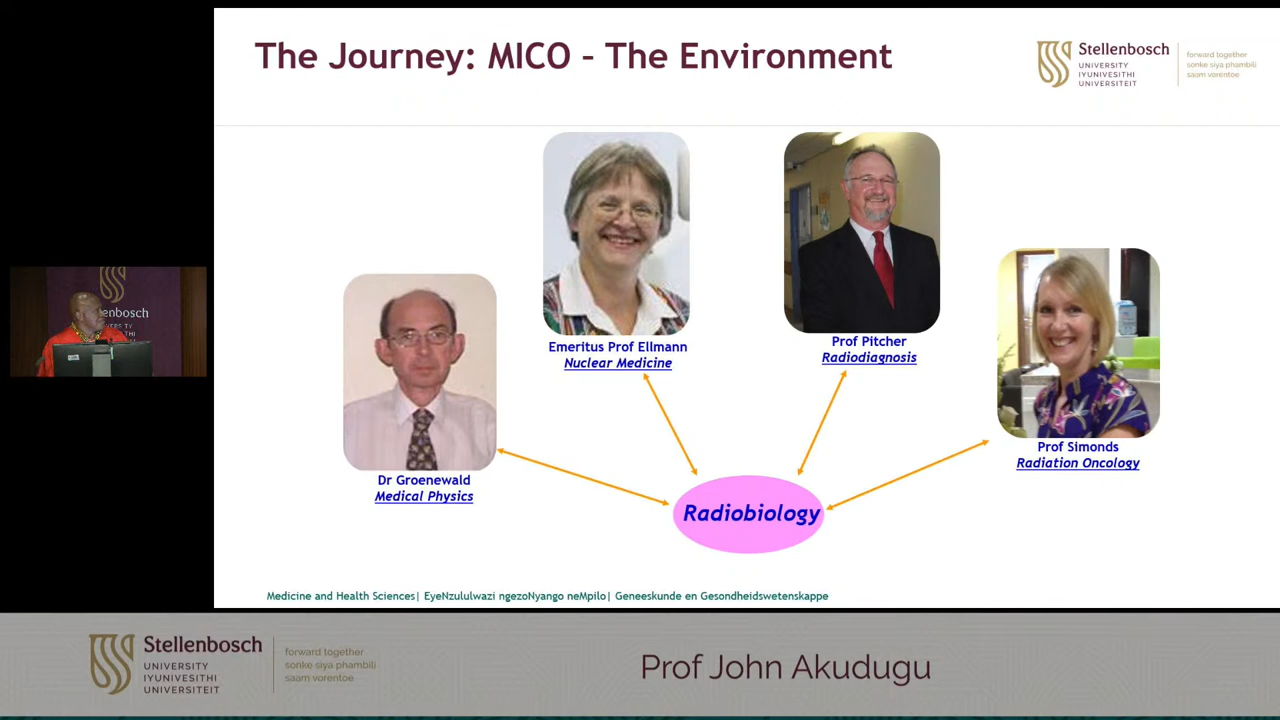 The Journey: MICO – The Environment
Stellenbosch
UNIVERSITY
IYUNIVESITHI
UNIVERSITEIT
forward together
sonke siya phambili
saam vorentoe
Emeritus Prof Ellmann
Nuclear Medicine
Prof Pitcher
Radiodiagnosis
Dr Groenewald
Medical Physics
Prof Simonds
Radiation Oncology
Radiobiology
Medicine and Health Sciences| EyeNzululwazi ngezoNyango neMpilo| Geneeskunde en Gesondheidswetenskappe
Stellenbosch
UNIVERSITY
IYUNIVESITHI
UNIVERSITEIT
forward together
sonke siya phambili
saam vorentoe
Prof John Akudugu